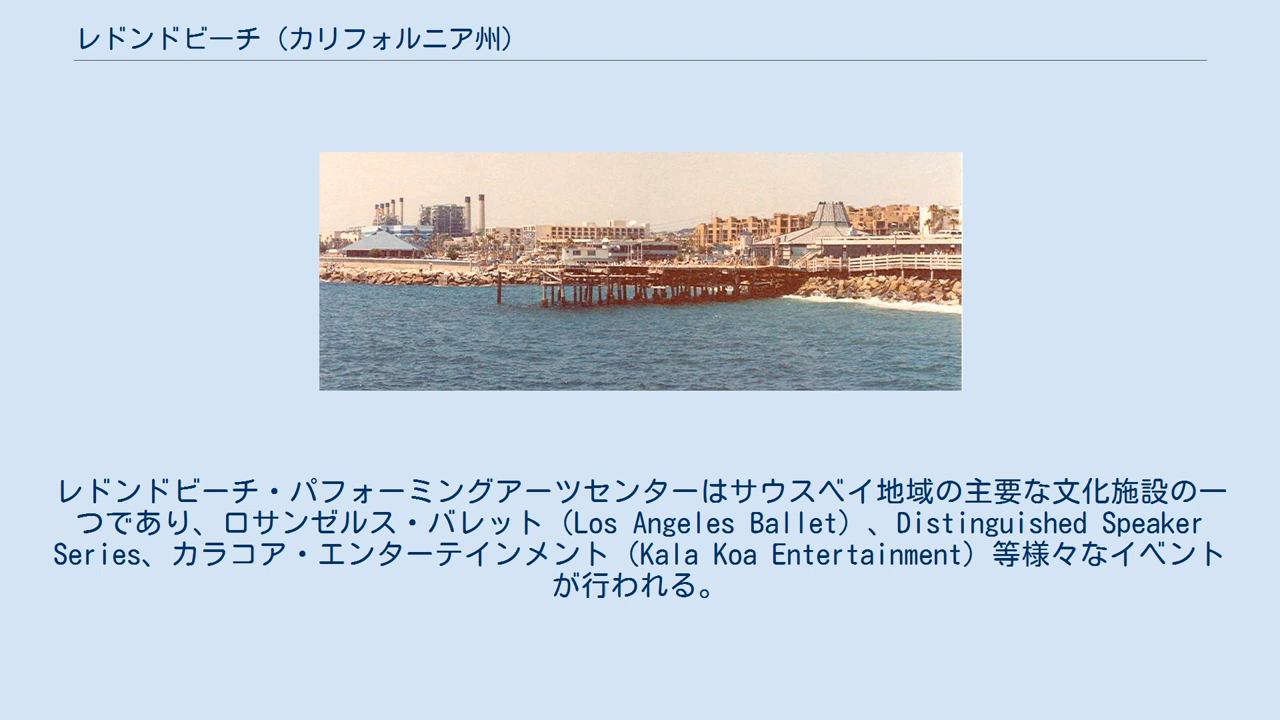 レドンドビーチ（カリフォルニア州）
レドンドビーチ・パフォーミングアーツセンターはサウスベイ地域の主要な文化施設の一
つであり、ロサンゼルス・バレット（Los Angeles Ballet）、Distinguished Speaker
Series、カラコア・エンターテインメント（Kala Koa Entertainment）等様々なイベント
が行われる。